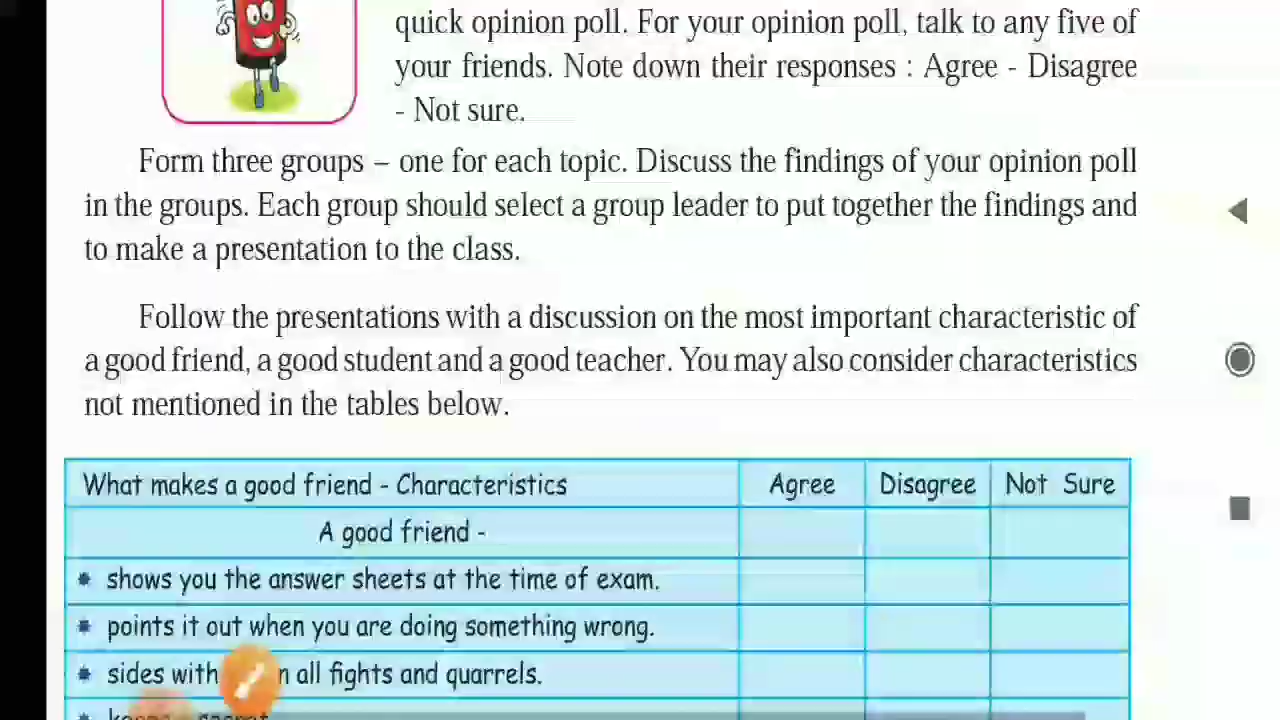 quick opinion poll. For your opinion poll, talk to any five of
your friends. Note down their responses : Agree - Disagree
- Not sure.
Form three groups – one for each topic. Discuss the findings of your opinion poll
in the groups. Each group should select a group leader to put together the findings and
to make a presentation to the class.
Follow the presentations with a discussion on the most important characteristic of
a good friend, a good student and a good teacher. You may also consider characteristics
not mentioned in the tables below.
What makes a good friend - Characteristics Agree Disagree Not Sure
A good friend -
shows you the answer sheets at the time of exam.
points it out when you are doing something wrong.
sides with all fights and quarrels.